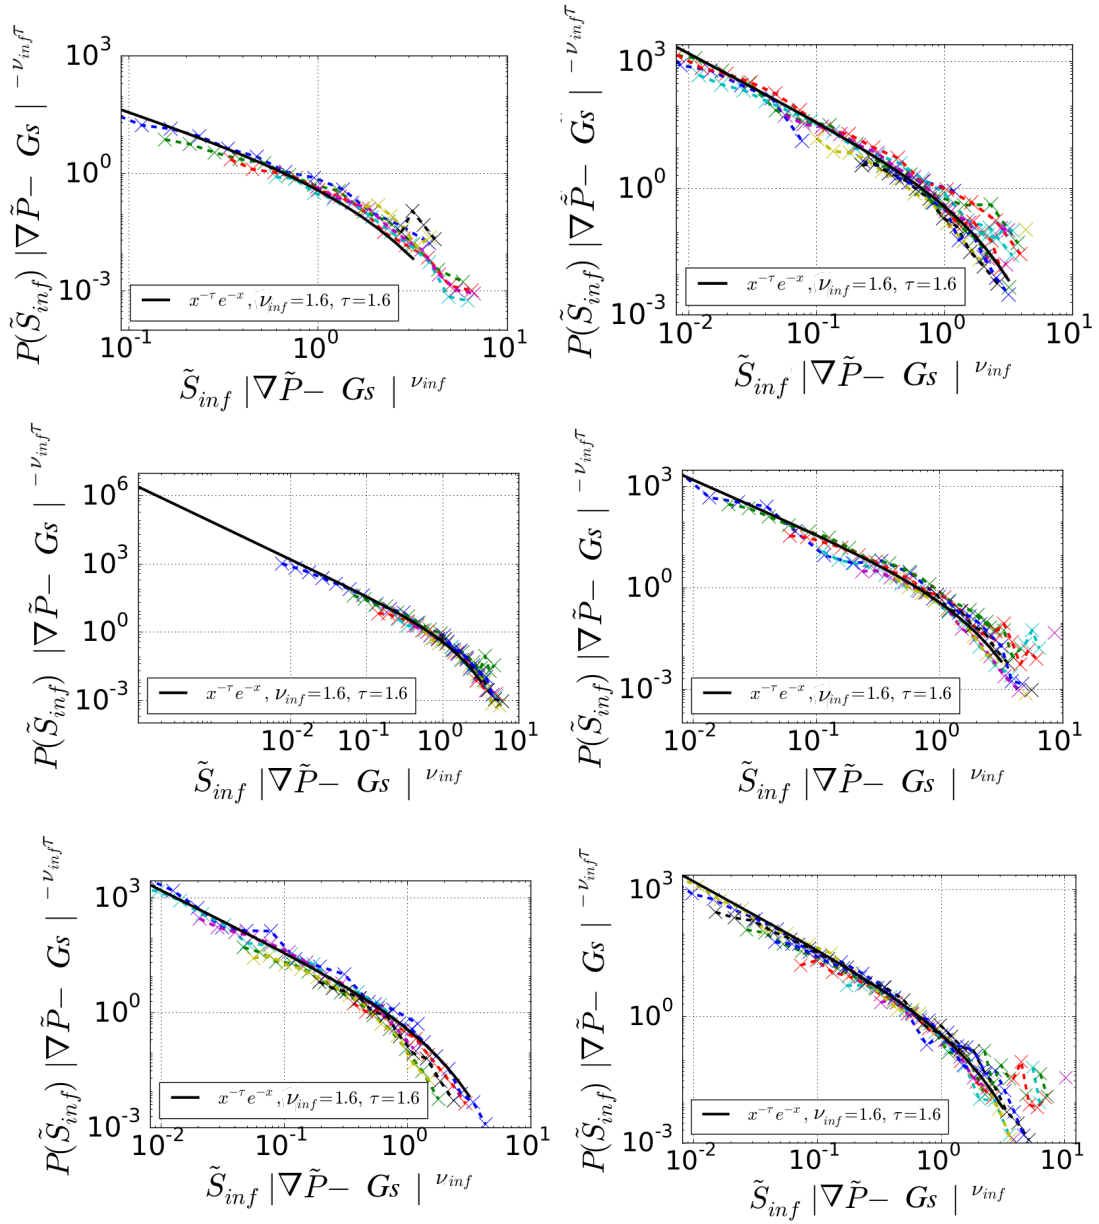 P(S̃_inf) |∇P̃− Gs|^{−ν_inf τ}
10^3
10^0
10^-3
x^{−τ}e^{−x}, ν_inf=1.6, τ=1.6
10^-1 10^0 10^1
S̃_inf |∇P̃− Gs|^{ν_inf}
P(S̃_inf) |∇P̃− Gs|^{−ν_inf τ}
10^3
10^0
10^-3
x^{−τ}e^{−x}, ν_inf=1.6, τ=1.6
10^-2 10^-1 10^0 10^1
S̃_inf |∇P̃− Gs|^{ν_inf}
P(S̃_inf) |∇P̃− Gs|^{−ν_inf τ}
10^6
10^3
10^0
10^-3
x^{−τ}e^{−x}, ν_inf=1.6, τ=1.6
10^-2 10^-1 10^0 10^1
S̃_inf |∇P̃− Gs|^{ν_inf}
P(S̃_inf) |∇P̃− Gs|^{−ν_inf τ}
10^3
10^0
10^-3
x^{−τ}e^{−x}, ν_inf=1.6, τ=1.6
10^-2 10^-1 10^0 10^1
S̃_inf |∇P̃− Gs|^{ν_inf}
P(S̃_inf) |∇P̃− Gs|^{−ν_inf τ}
10^3
10^0
10^-3
x^{−τ}e^{−x}, ν_inf=1.6, τ=1.6
10^-2 10^-1 10^0 10^1
S̃_inf |∇P̃− Gs|^{ν_inf}
P(S̃_inf) |∇P̃− Gs|^{−ν_inf τ}
10^3
10^0
10^-3
x^{−τ}e^{−x}, ν_inf=1.6, τ=1.6
10^-2 10^-1 10^0 10^1
S̃_inf |∇P̃− Gs|^{ν_inf}